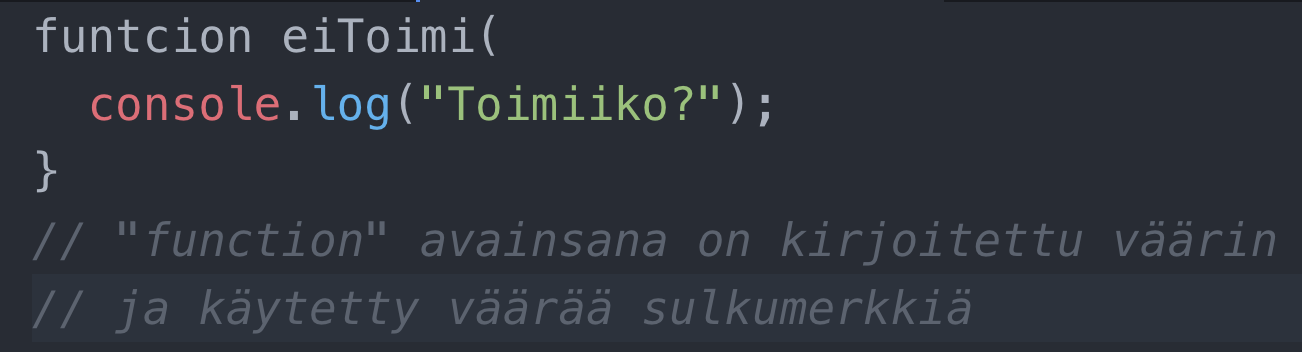 funtcion eiToimi(
  console.log("Toimiiko?");
}
// "function" avainsana on kirjoitettu väärin
// ja käytetty väärää sulkumerkkiä